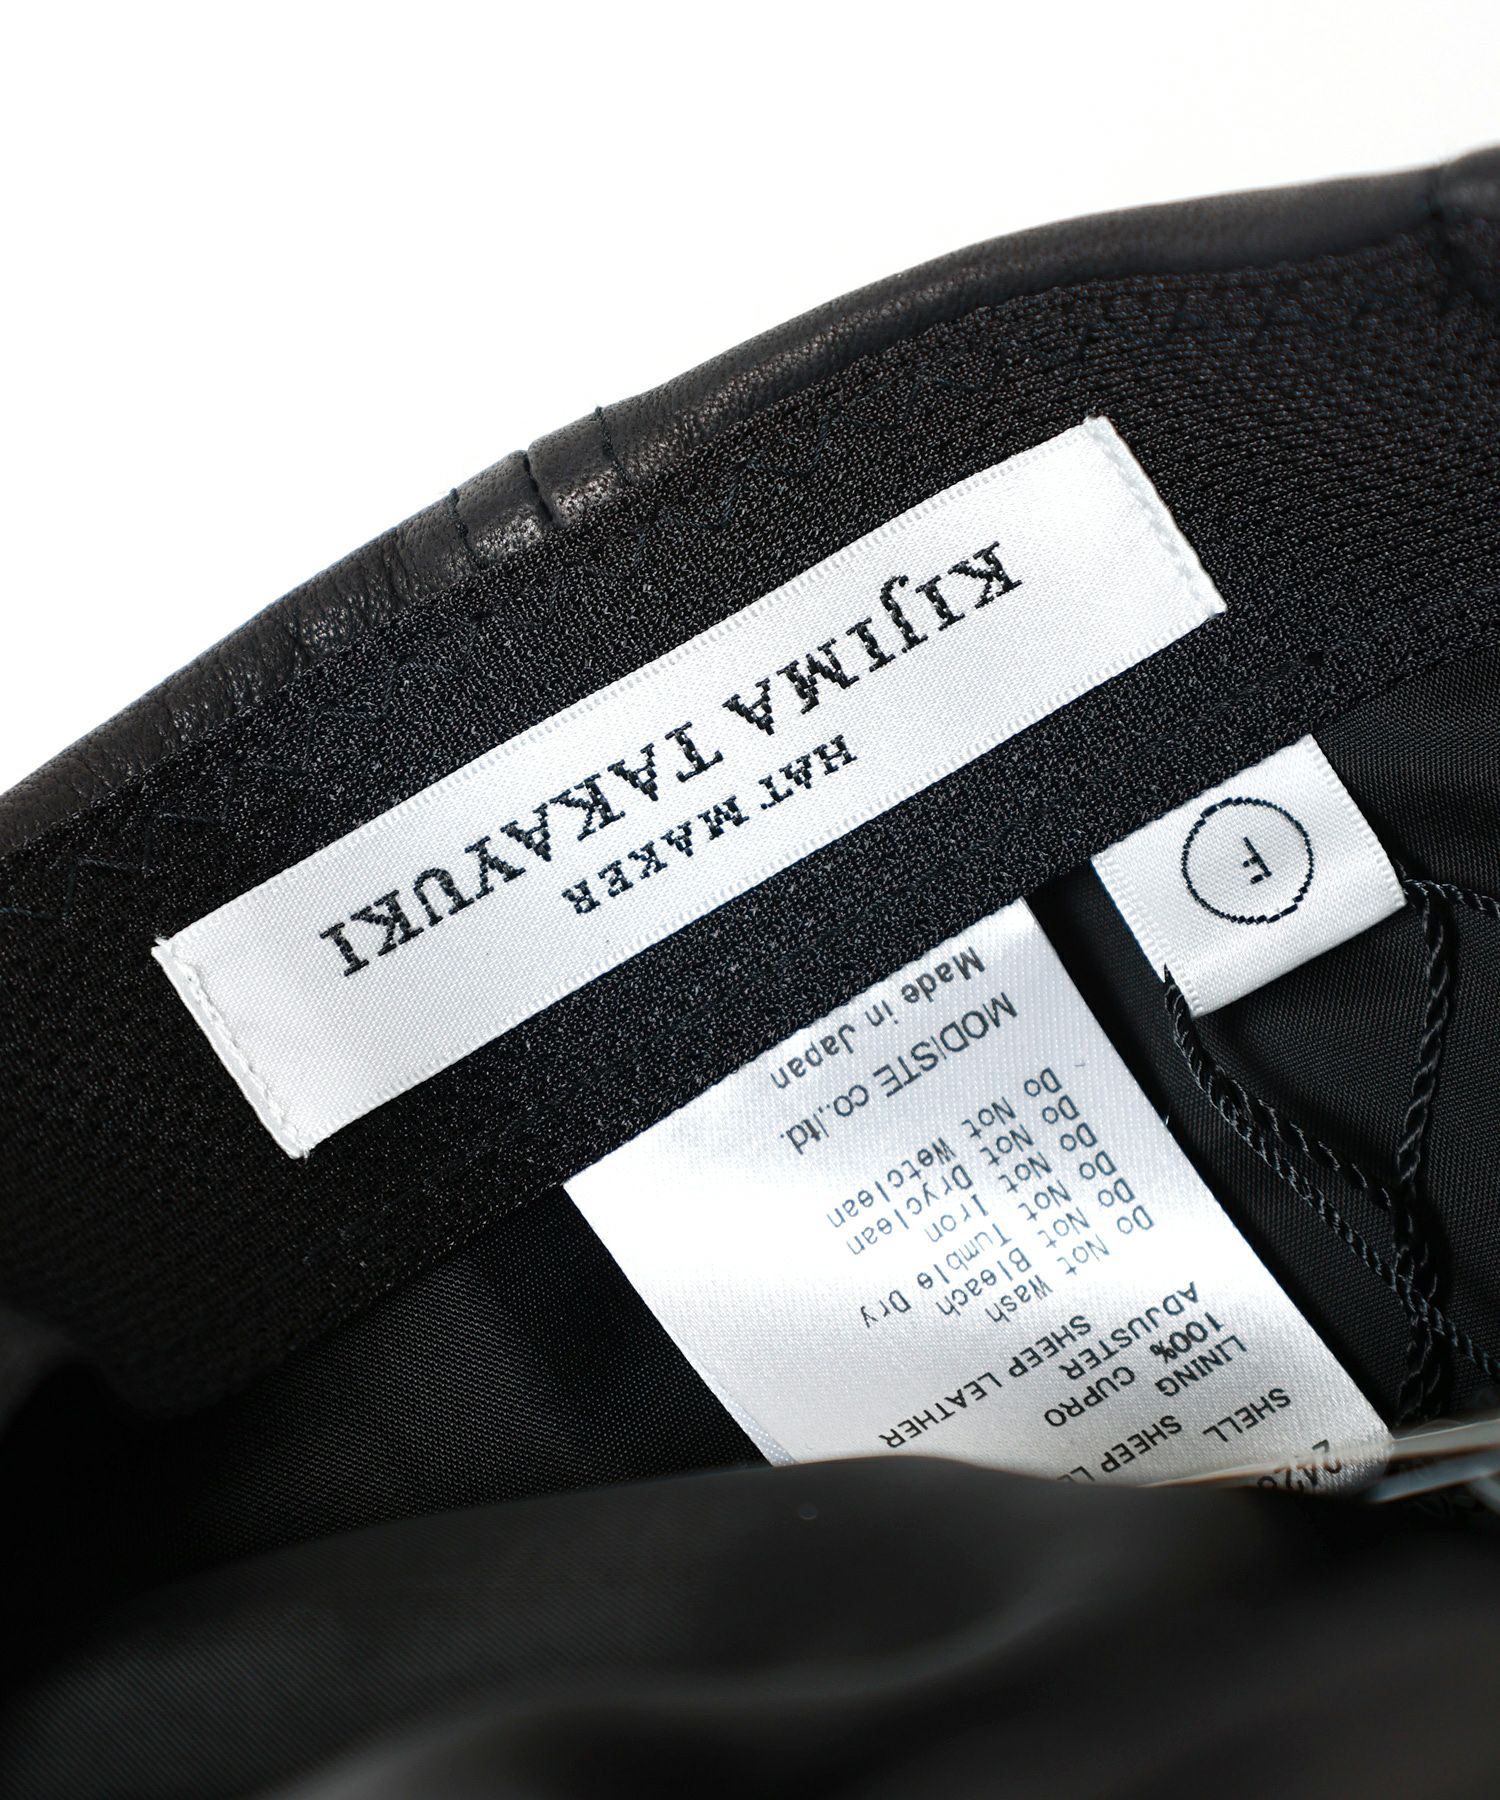 KIJIMA TAKAYUKI
HAT MAKER
F
SHELL
SHEEP
LINING
100% CUPRO
ADJUSTER
SHEEP LEATHER
Do Not Wash
Do Not Bleach
Do Not Tumble Dry
Do Not Iron
Do Not Dryclean
Do Not Wetclean
MODISTE co.,ltd.
Made in Japan